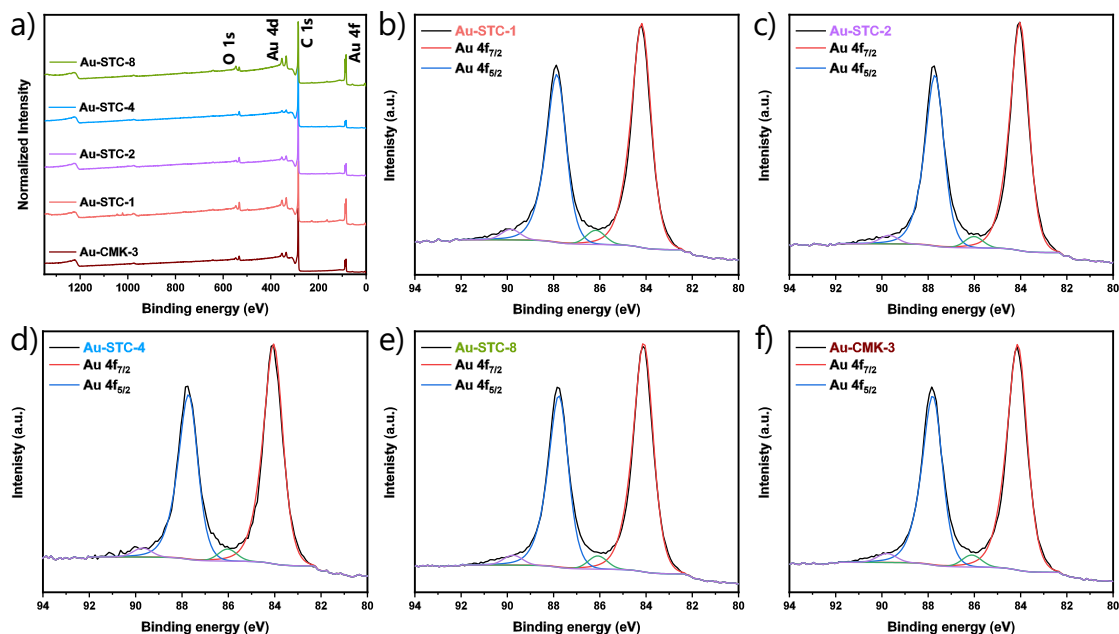 a)
O 1s
Au 4d
C 1s
Au 4f
Au-STC-8
Au-STC-4
Au-STC-2
Au-STC-1
Au-CMK-3
Normalized Intensity
1200 1000 800 600 400 200 0
Binding energy (eV)
b)
Au-STC-1
Au 4f7/2
Au 4f5/2
Intenisty (a.u.)
94 92 90 88 86 84 82 80
Binding energy (eV)
c)
Au-STC-2
Au 4f7/2
Au 4f5/2
Intenisty (a.u.)
94 92 90 88 86 84 82 80
Binding energy (eV)
d)
Au-STC-4
Au 4f7/2
Au 4f5/2
Intenisty (a.u.)
94 92 90 88 86 84 82 80
Binding energy (eV)
e)
Au-STC-8
Au 4f7/2
Au 4f5/2
Intenisty (a.u.)
94 92 90 88 86 84 82 80
Binding energy (eV)
f)
Au-CMK-3
Au 4f7/2
Au 4f5/2
Intenisty (a.u.)
94 92 90 88 86 84 82 80
Binding energy (eV)